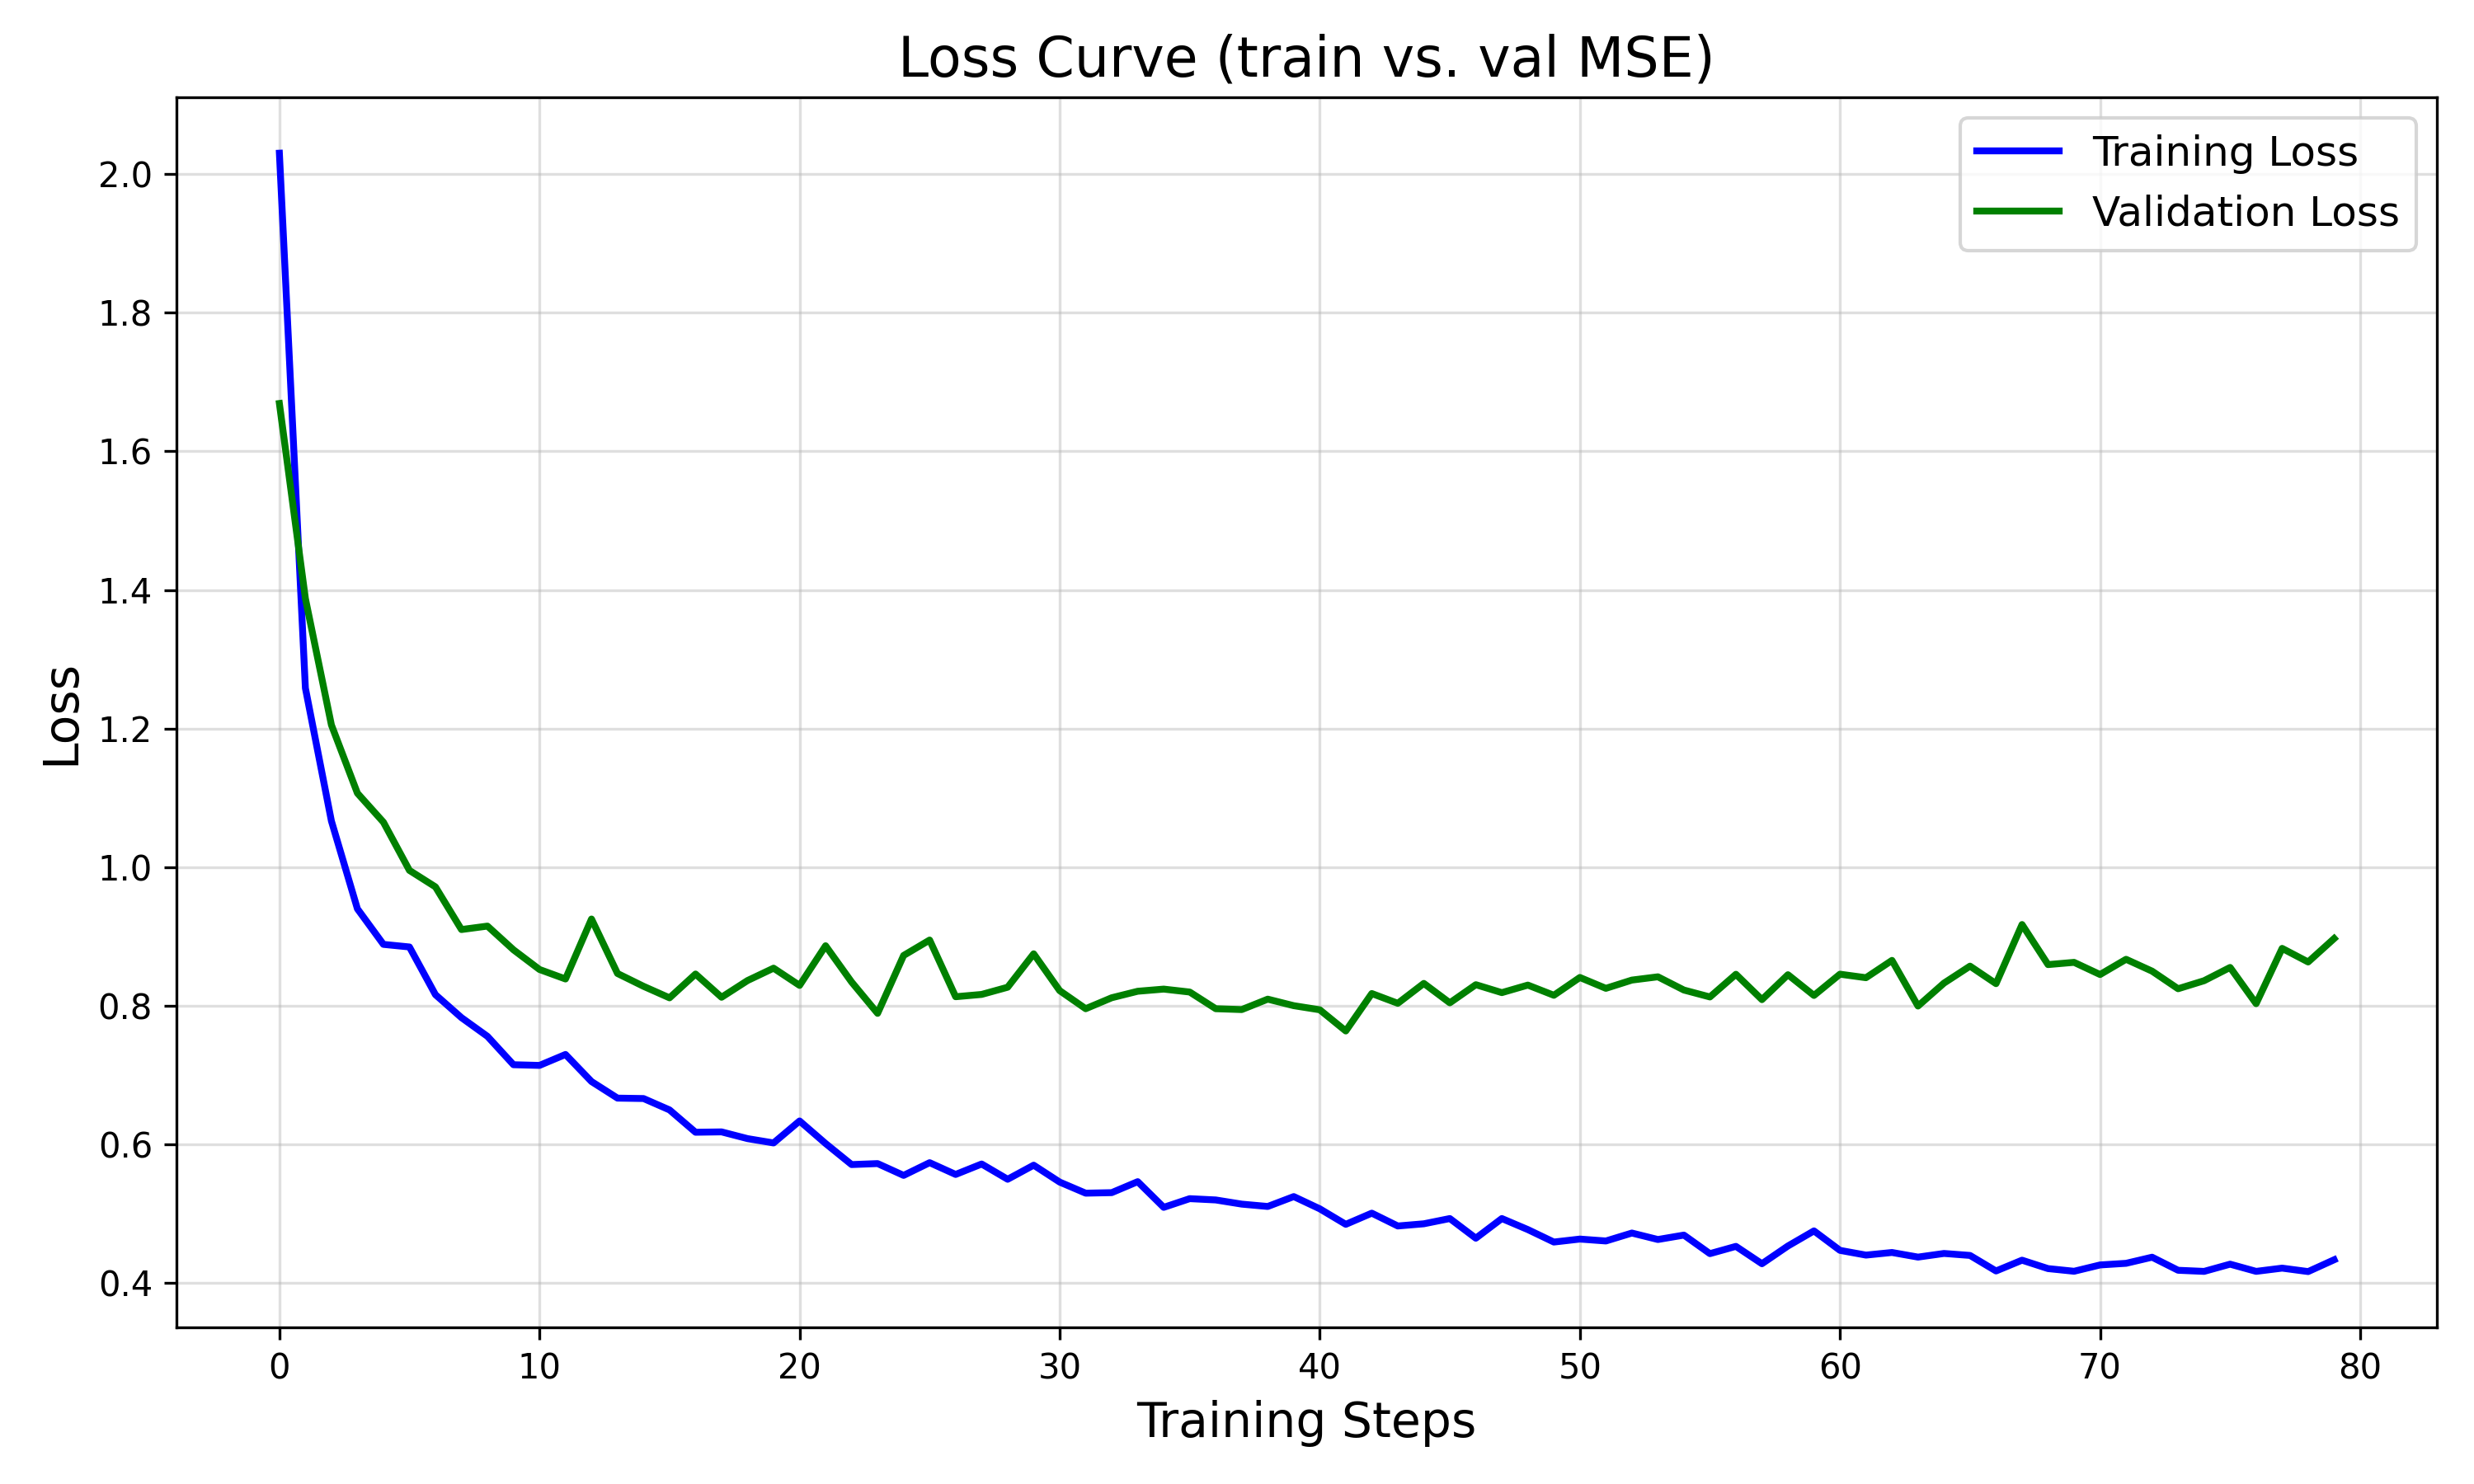 Loss Curve (train vs. val MSE)
Training Loss
Validation Loss
2.0
1.8
1.6
1.4
1.2
1.0
0.8
0.6
0.4
Loss
0 10 20 30 40 50 60 70 80
Training Steps